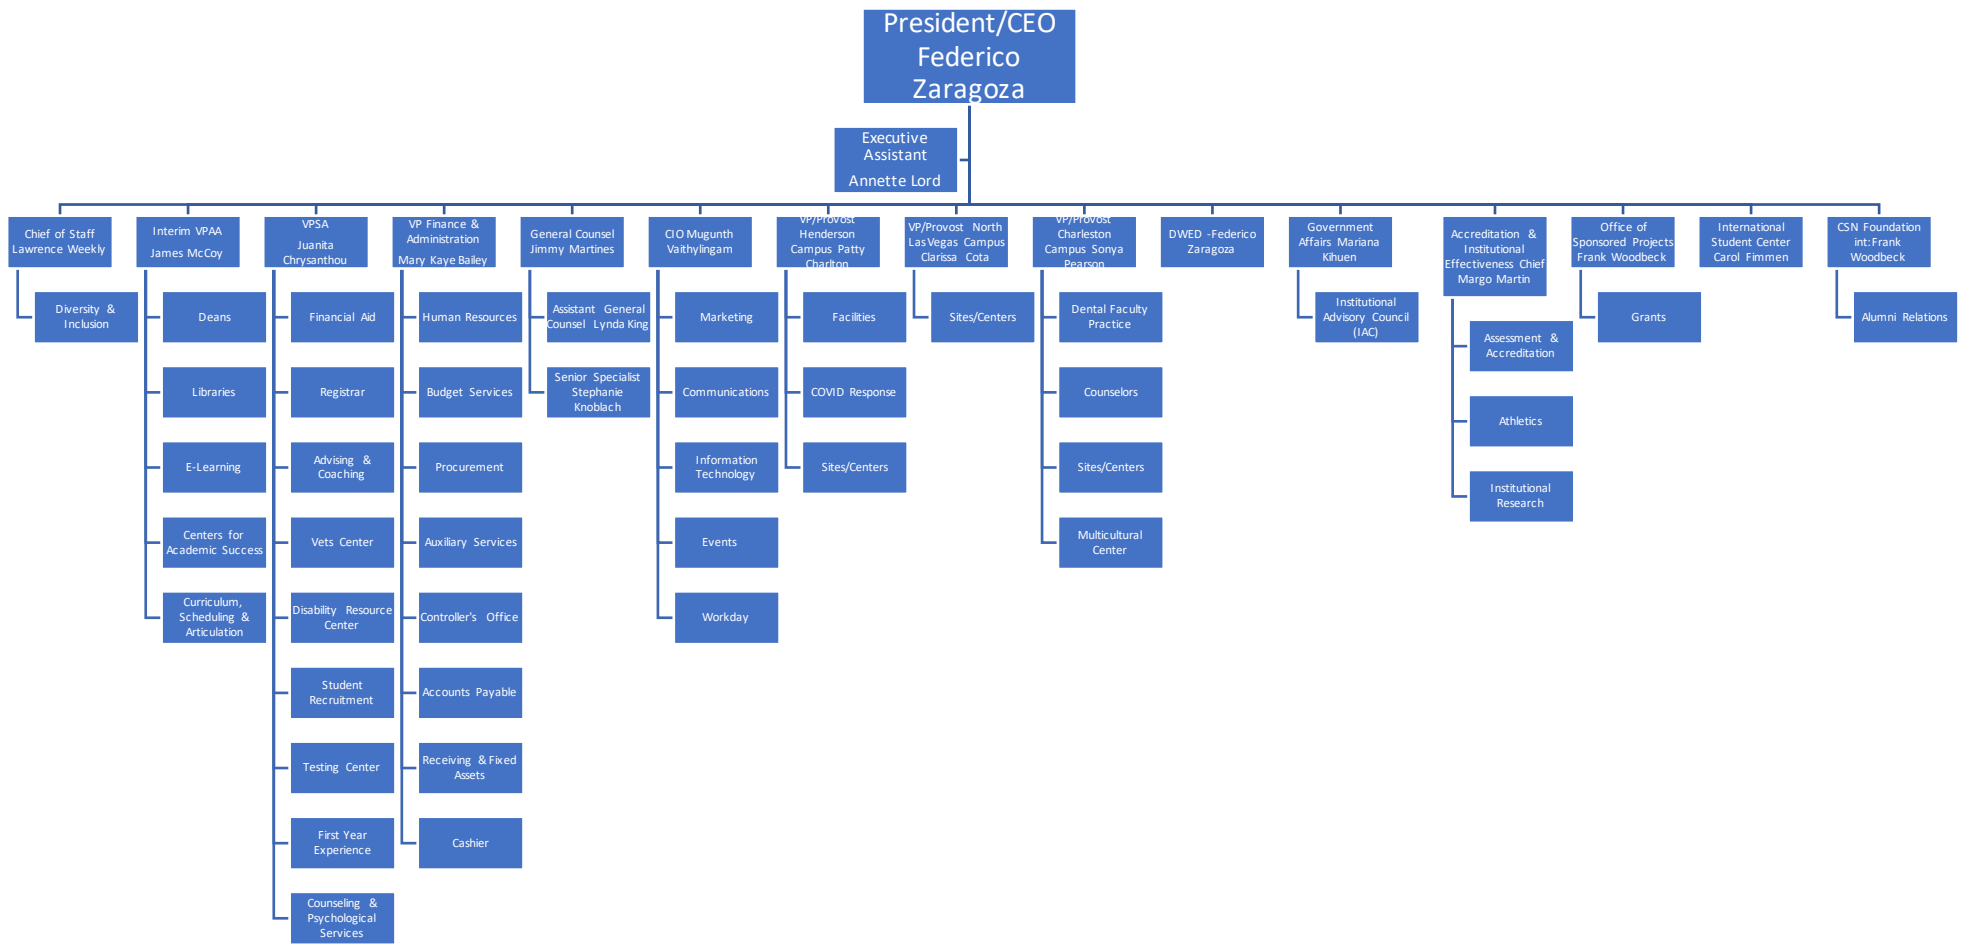 President/CEO
Federico
Zaragoza
Executive
Assistant
Annette Lord
Chief of Staff
Lawrence Weekly
Diversity &
Inclusion
Interim VPAA
James McCoy
Deans
Libraries
E-Learning
Centers for
Academic Success
Curriculum,
Scheduling &
Articulation
VPSA
Juanita
Chrysanthou
Financial Aid
Registrar
Advising &
Coaching
Vets Center
Disability Resource
Center
Student
Recruitment
Testing Center
First Year
Experience
Counseling &
Psychological
Services
VP Finance &
Administration
Mary Kaye Bailey
Human Resources
Budget Services
Procurement
Auxiliary Services
Controller's Office
Accounts Payable
Receiving & Fixed
Assets
Cashier
General Counsel
Jimmy Martines
Assistant General
Counsel Lynda King
Senior Specialist
Stephanie
Knoblach
CIO Mugunth
Vaithylingam
Marketing
Communications
Information
Technology
Events
Workday
VP/Provost
Henderson
Campus Patty
Charlton
Facilities
COVID Response
Sites/Centers
VP/Provost North
Las Vegas Campus
Clarissa Cota
Sites/Centers
VP/Provost
Charleston
Campus Sonya
Pearson
Dental Faculty
Practice
Counselors
Sites/Centers
Multicultural
Center
DWED -Federico
Zaragoza
Government
Affairs Mariana
Kihuen
Institutional
Advisory Council
(IAC)
Accreditation &
Institutional
Effectiveness Chief
Margo Martin
Assessment &
Accreditation
Athletics
Institutional
Research
Office of
Sponsored Projects
Frank Woodbeck
Grants
International
Student Center
Carol Fimmen
CSN Foundation
int:Frank
Woodbeck
Alumni Relations